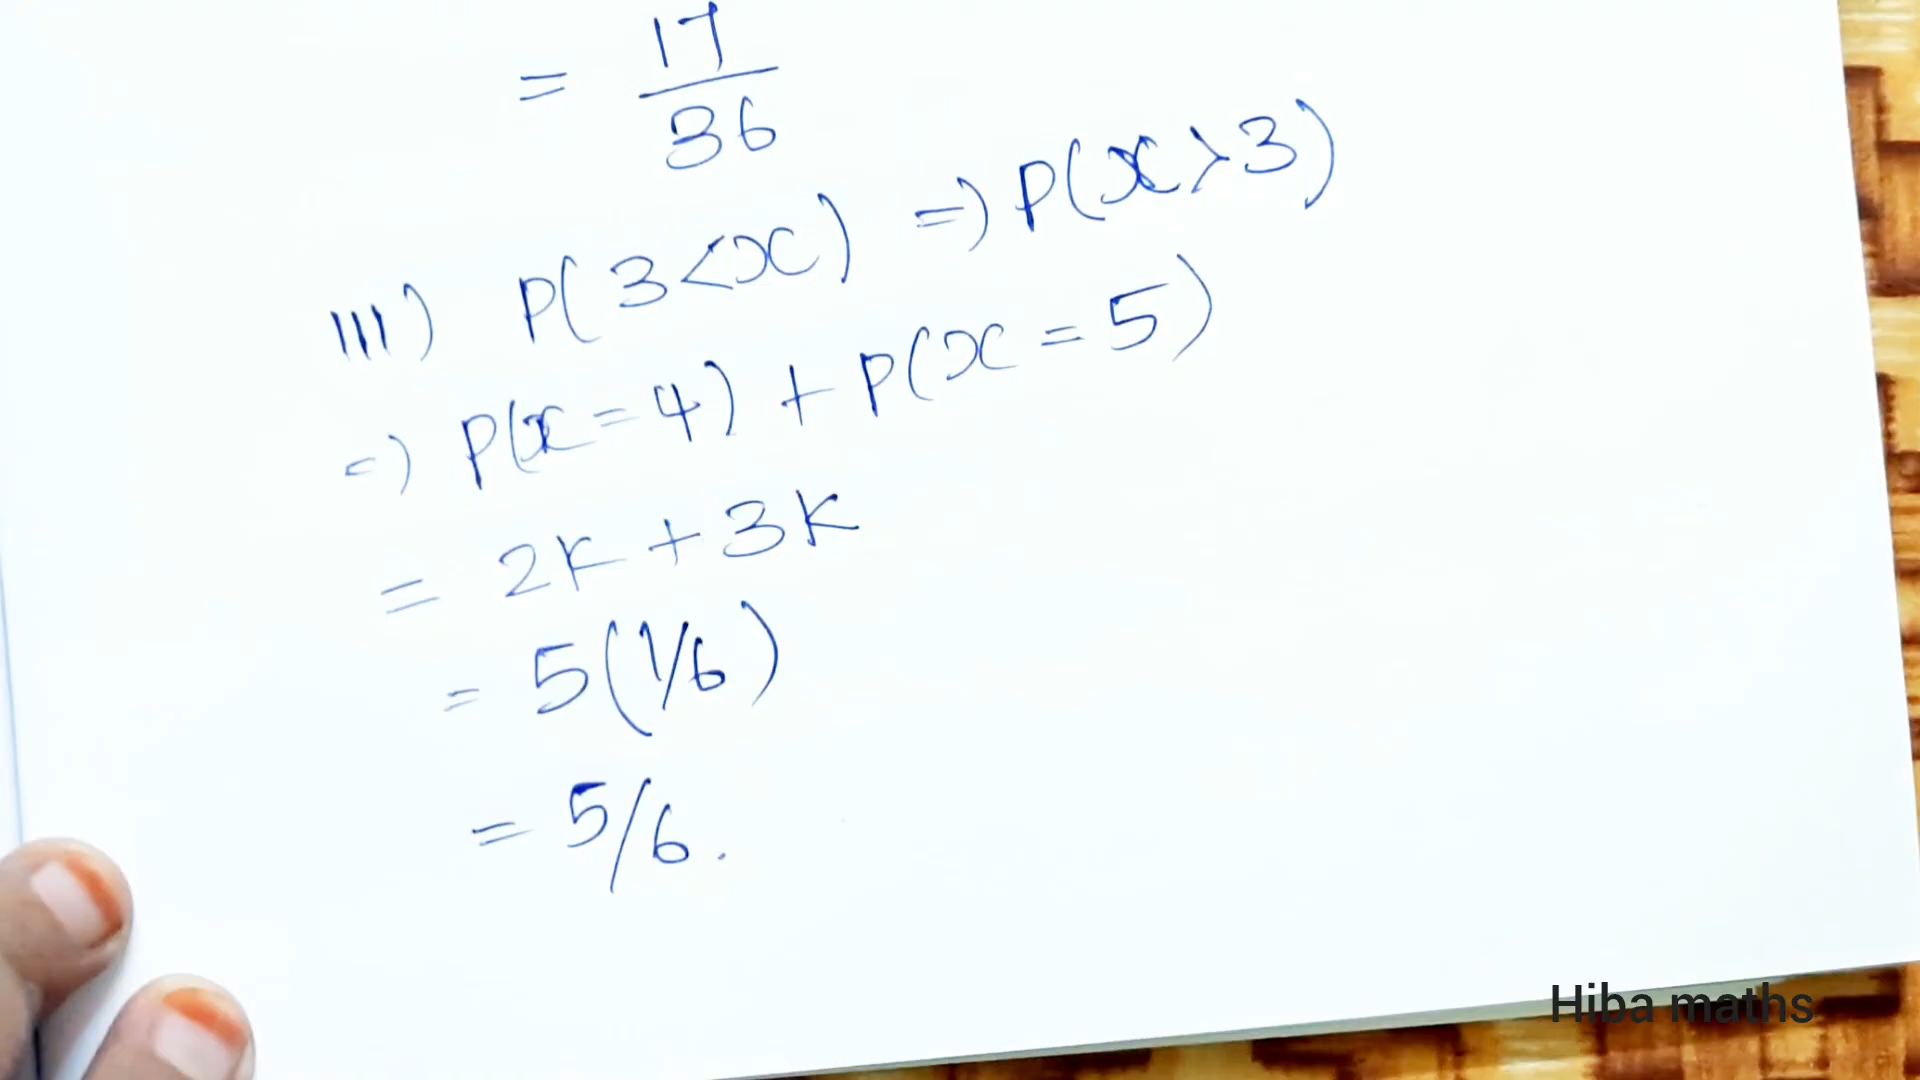 = 17/36
III) P(3<x) => P(x>3)
=> P(x=4) + P(x=5)
= 2k + 3k
= 5(1/6)
= 5/6.
Hiba maths